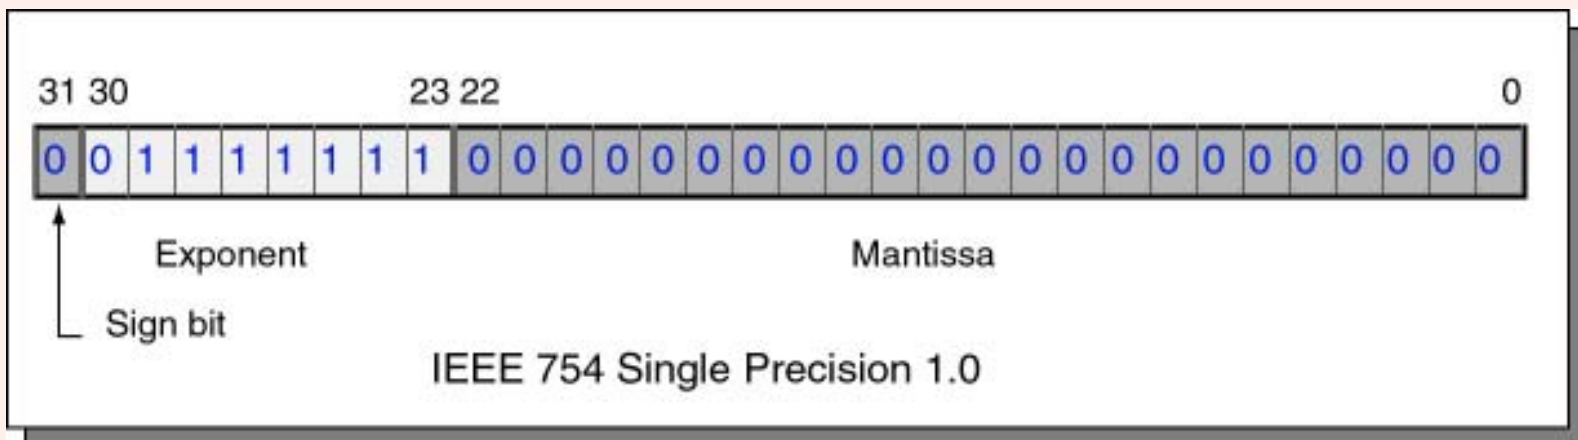 31 30 23 22 0
0 0 1 1 1 1 1 1 1 0 0 0 0 0 0 0 0 0 0 0 0 0 0 0 0 0 0 0 0 0 0 0
Exponent Mantissa
Sign bit
IEEE 754 Single Precision 1.0